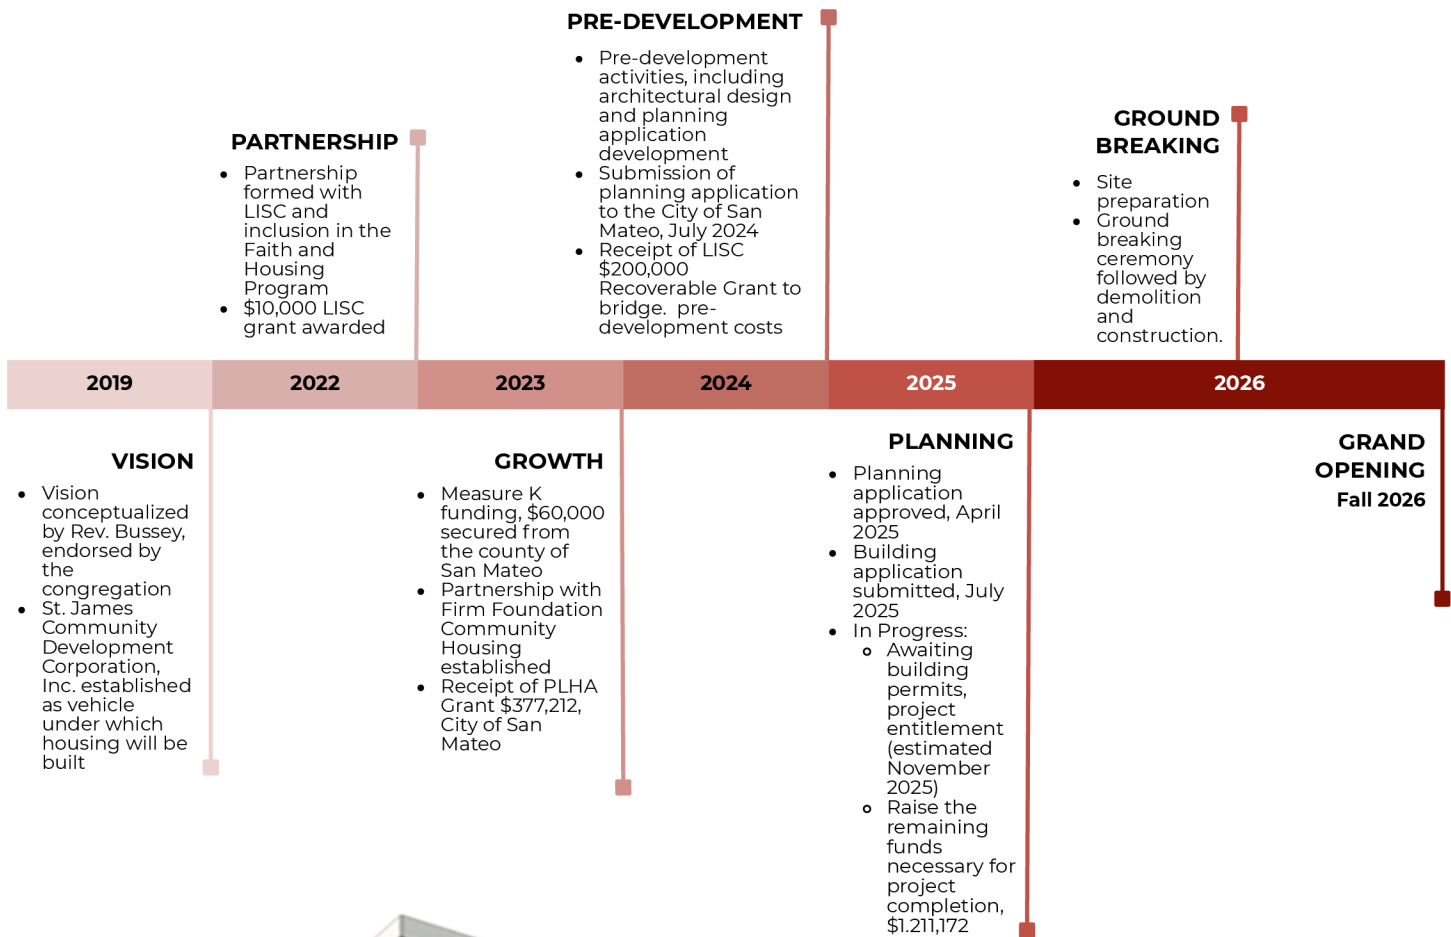 PRE-DEVELOPMENT
• Pre-development
activities, including
architectural design
and planning
application
development
• Submission of
planning application
to the City of San
Mateo, July 2024
• Receipt of LISC
$200,000
Recoverable Grant to
bridge.  pre-
development costs
PARTNERSHIP
• Partnership
formed with
LISC and
inclusion in the
Faith and
Housing
Program
• $10,000 LISC
grant awarded
GROUND
BREAKING
• Site
preparation
• Ground
breaking
ceremony
followed by
demolition
and
construction.
2019
2022
2023
2024
2025
2026
VISION
• Vision
conceptualized
by Rev. Bussey,
endorsed by
the
congregation
• St. James
Community
Development
Corporation,
Inc. established
as vehicle
under which
housing will be
built
GROWTH
• Measure K
funding, $60,000
secured from
the county of
San Mateo
• Partnership with
Firm Foundation
Community
Housing
established
• Receipt of PLHA
Grant $377,212,
City of San
Mateo
PLANNING
• Planning
application
approved, April
2025
• Building
application
submitted, July
2025
• In Progress:
◦ Awaiting
building
permits,
project
entitlement
(estimated
November
2025)
◦ Raise the
remaining
funds
necessary for
project
completion,
$1.211,172
GRAND
OPENING
Fall 2026